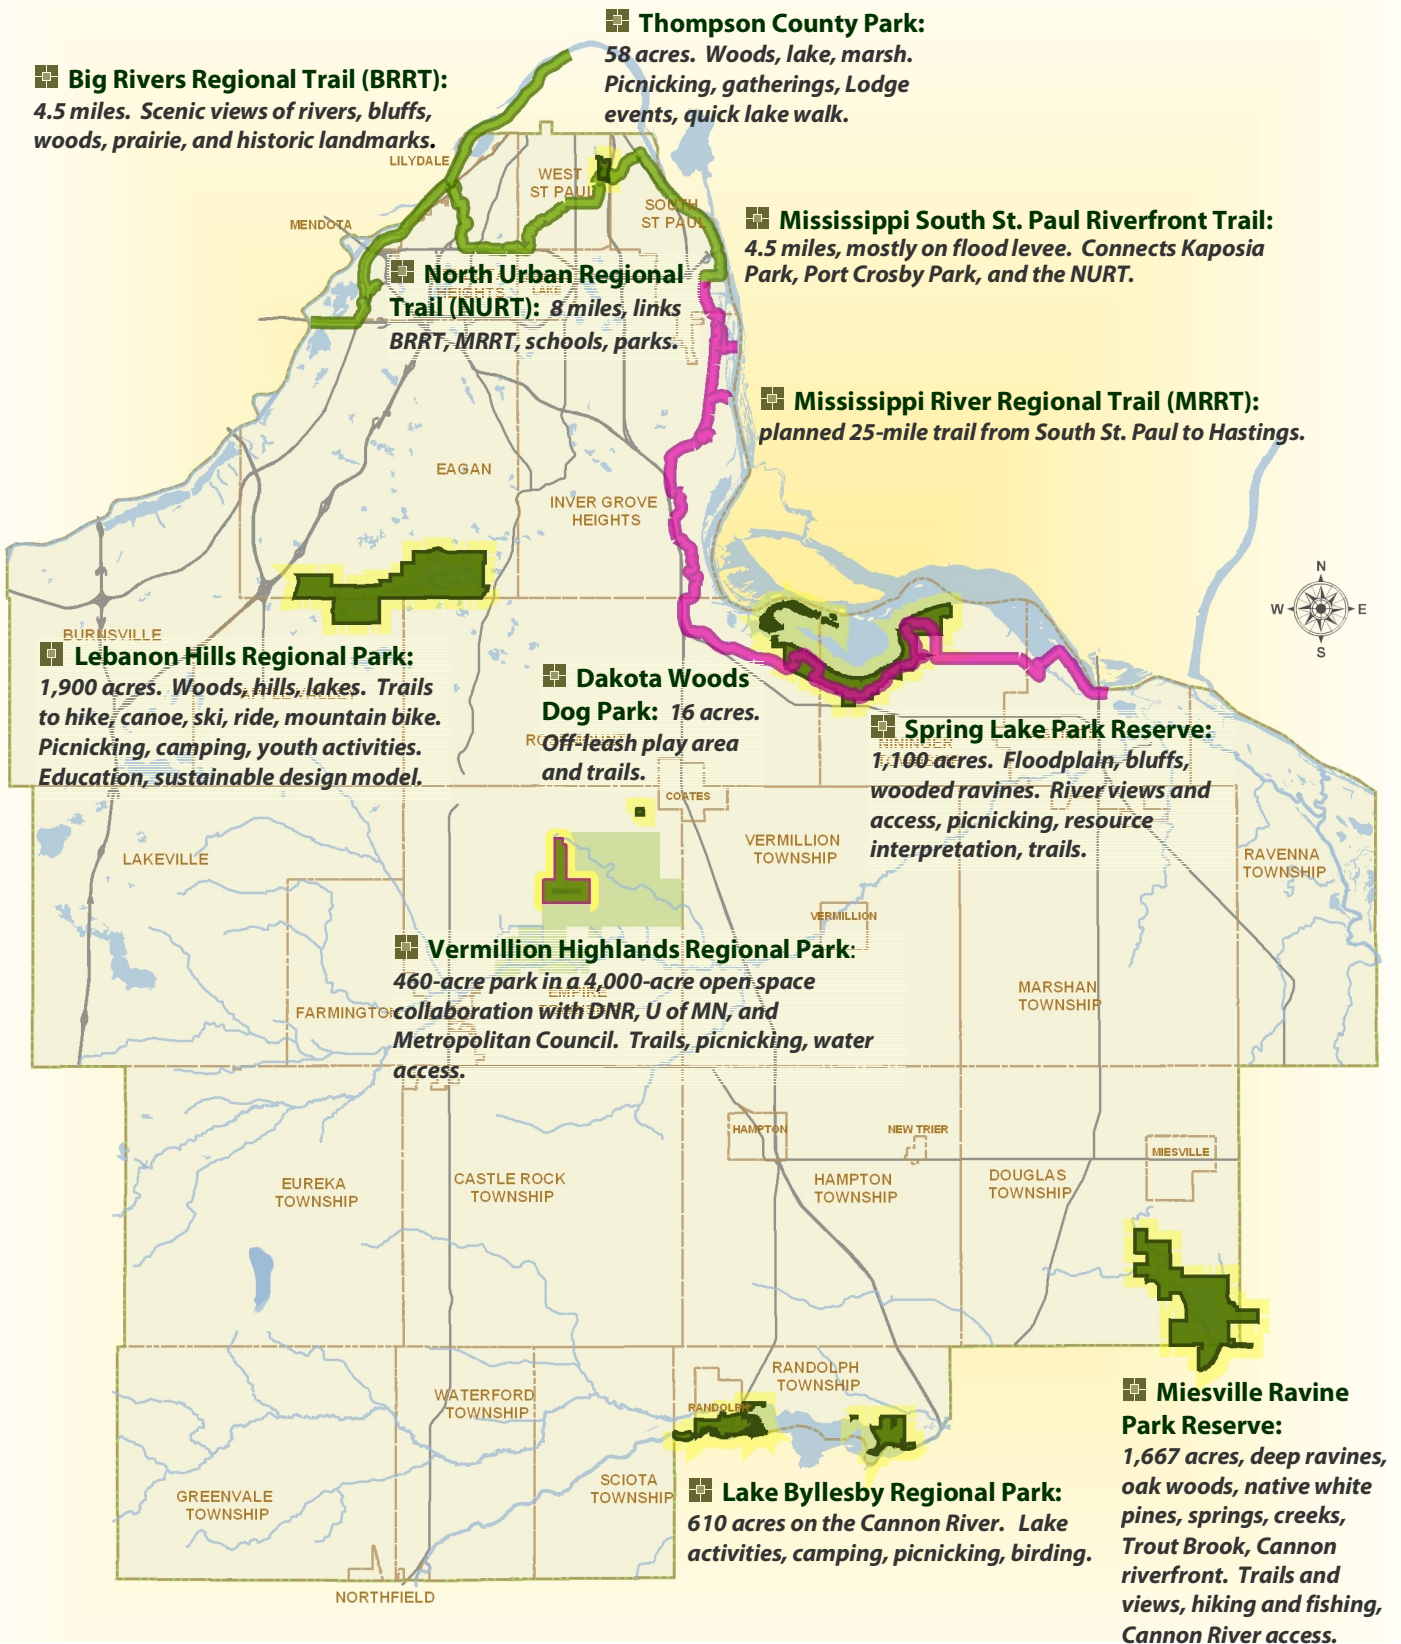 Thompson County Park:
58 acres. Woods, lake, marsh.
Picnicking, gatherings, Lodge
events, quick lake walk.
Big Rivers Regional Trail (BRRT):
4.5 miles. Scenic views of rivers, bluffs,
woods, prairie, and historic landmarks.
LILYDALE
WEST
ST PAUL
SOUTH
ST PAUL
MENDOTA
Mississippi South St. Paul Riverfront Trail:
4.5 miles, mostly on flood levee. Connects Kaposia
Park, Port Crosby Park, and the NURT.
North Urban Regional
Trail (NURT): 8 miles, links
BRRT, MRRT, schools, parks.
HEIGHTS
LAKE
Mississippi River Regional Trail (MRRT):
planned 25-mile trail from South St. Paul to Hastings.
EAGAN
INVER GROVE
HEIGHTS
N
W
E
S
BURNSVILLE
Lebanon Hills Regional Park:
1,900 acres. Woods, hills, lakes. Trails
to hike, canoe, ski, ride, mountain bike.
Picnicking, camping, youth activities.
Education, sustainable design model.
Dakota Woods
Dog Park: 16 acres.
Off-leash play area
and trails.
Spring Lake Park Reserve:
1,100 acres. Floodplain, bluffs,
wooded ravines. River views and
access, picnicking, resource
interpretation, trails.
NININGER
COATES
LAKEVILLE
VERMILLION
TOWNSHIP
RAVENNA
TOWNSHIP
VERMILLION
Vermillion Highlands Regional Park:
460-acre park in a 4,000-acre open space
collaboration with DNR, U of MN, and
Metropolitan Council. Trails, picnicking, water
access.
EMPIRE
FARMINGTON
MARSHAN
TOWNSHIP
HAMPTON
NEW TRIER
MIESVILLE
EUREKA
TOWNSHIP
CASTLE ROCK
TOWNSHIP
HAMPTON
TOWNSHIP
DOUGLAS
TOWNSHIP
RANDOLPH
TOWNSHIP
WATERFORD
TOWNSHIP
RANDOLPH
Miesville Ravine
Park Reserve:
1,667 acres, deep ravines,
oak woods, native white
pines, springs, creeks,
Trout Brook, Cannon
riverfront. Trails and
views, hiking and fishing,
Cannon River access.
SCIOTA
TOWNSHIP
GREENVALE
TOWNSHIP
Lake Byllesby Regional Park:
610 acres on the Cannon River. Lake
activities, camping, picnicking, birding.
NORTHFIELD